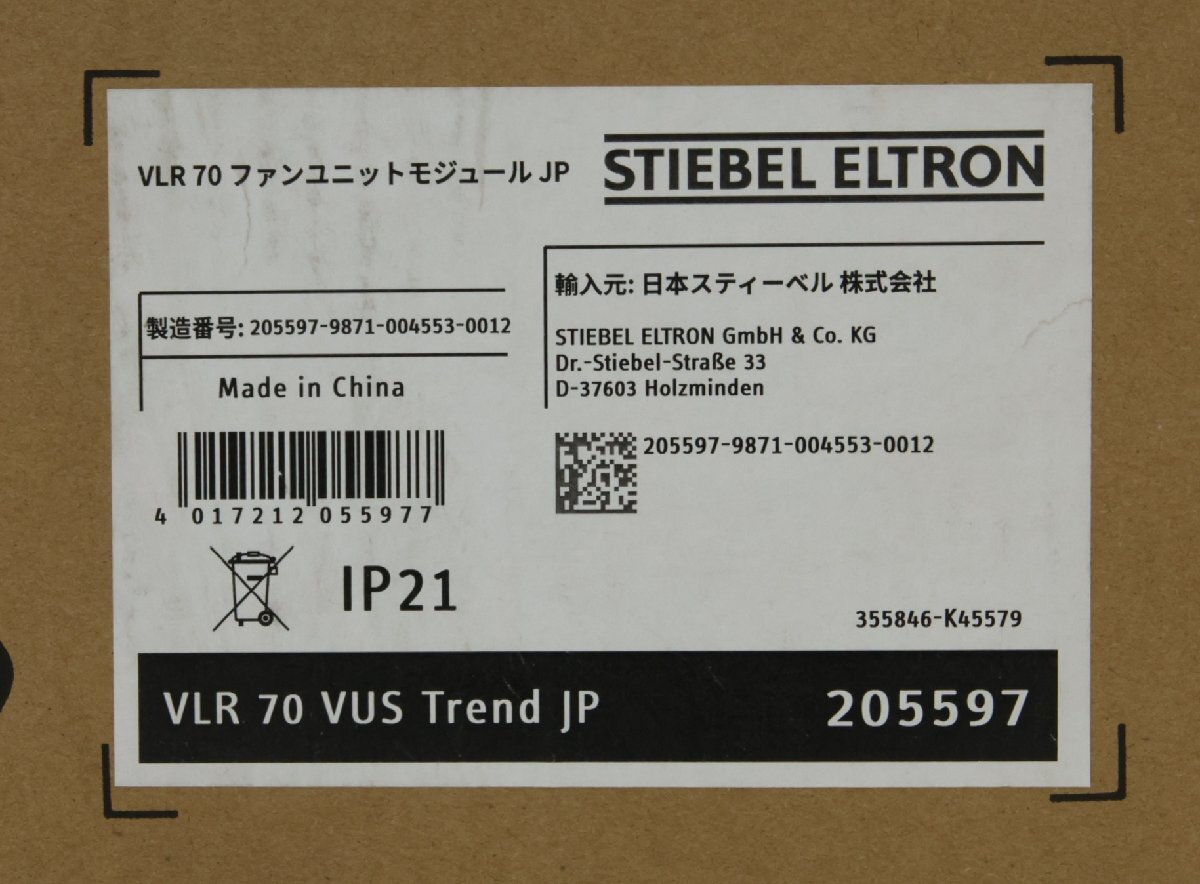 VLR 70 ファンユニットモジュール JP
STIEBEL ELTRON
製造番号: 205597-9871-004553-0012
Made in China
輸入元: 日本スティーベル 株式会社
STIEBEL ELTRON GmbH & Co. KG
Dr.-Stiebel-Straße 33
D-37603 Holzminden
4 017212 055977
205597-9871-004553-0012
IP21
355846-K45579
VLR 70 VUS Trend JP
205597